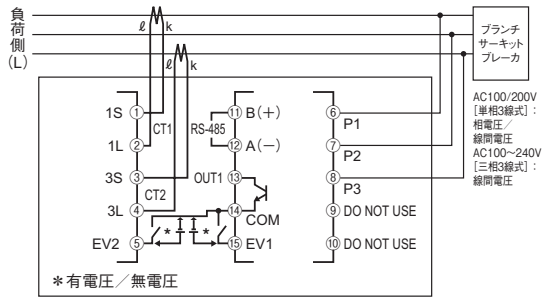 負荷側(L)
ℓ k
ℓ k
ブランチ
サーキット
ブレーカ
AC100/200V
[単相3線式]：
相電圧／
線間電圧
AC100～240V
[三相3線式]：
線間電圧
1S ①
1L ②
3S ③
3L ④
EV2 ⑤
CT1
CT2
RS-485
OUT1
⑪ B(＋)
⑫ A(－)
⑬
⑭ COM
⑮ EV1
* *
⑥ P1
⑦ P2
⑧ P3
⑨ DO NOT USE
⑩ DO NOT USE
＊有電圧／無電圧